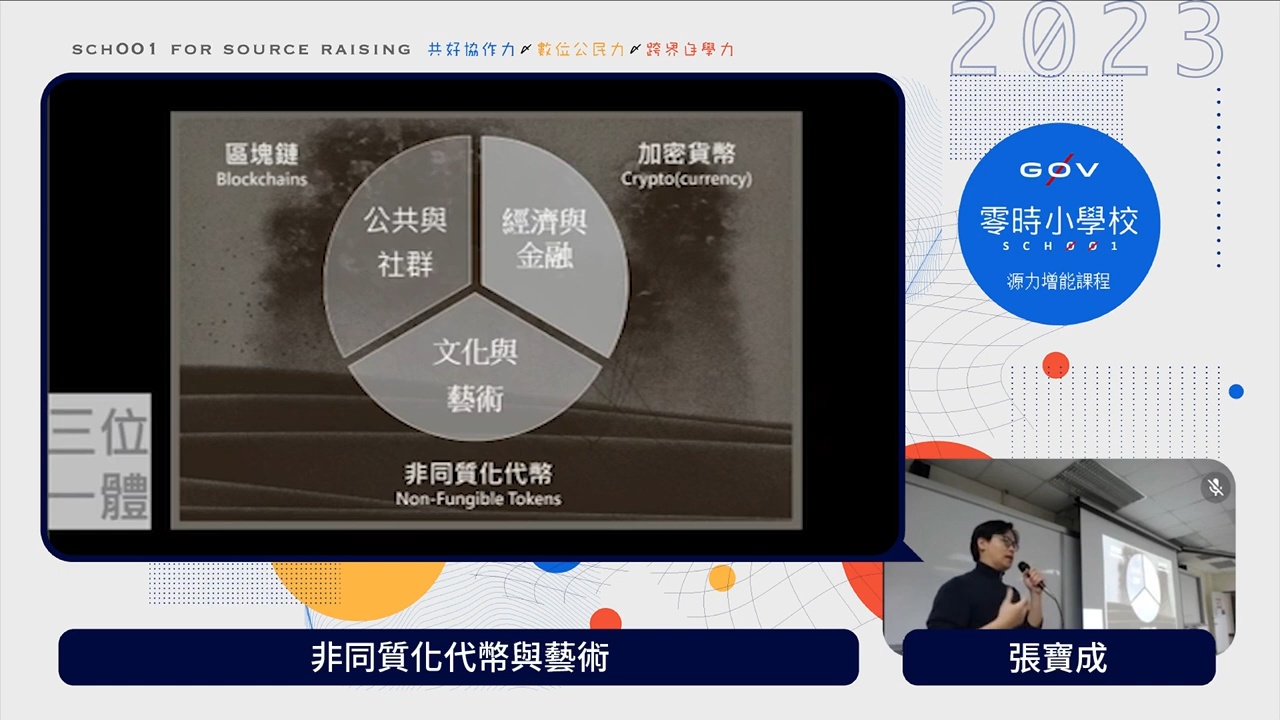 SCHOO1 FOR SOURCE RAISING 共好協作力 數位公民力 跨界自學力
2023
區塊鏈
Blockchains
加密貨幣
Crypto(currency)
公共與
社群
經濟與
金融
文化與
藝術
非同質化代幣
Non-Fungible Tokens
三位
一體
GOV
零時小學校
SCHOO1
源力增能課程
非同質化代幣與藝術
張寶成